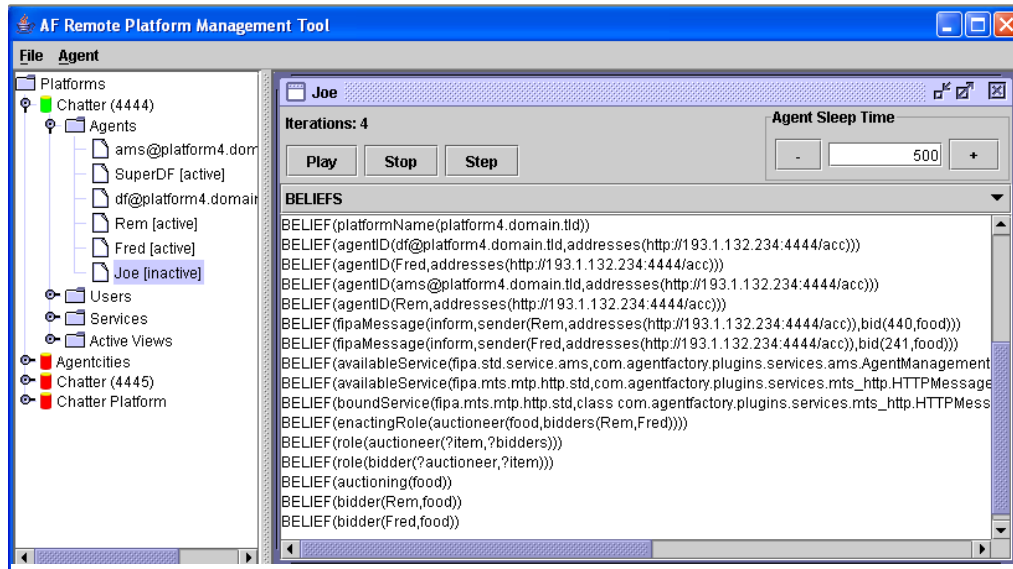 AF Remote Platform Management Tool
File Agent
Platforms
Chatter (4444)
Agents
ams@platform4.dom
SuperDF [active]
df@platform4.domair
Rem [active]
Fred [active]
Joe [inactive]
Users
Services
Active Views
Agentcities
Chatter (4445)
Chatter Platform
Joe
Iterations: 4
Agent Sleep Time
Play Stop Step
- 500 +
BELIEFS
BELIEF(platformName(platform4.domain.tld))
BELIEF(agentID(df@platform4.domain.tld,addresses(http://193.1.132.234:4444/acc)))
BELIEF(agentID(Fred,addresses(http://193.1.132.234:4444/acc)))
BELIEF(agentID(ams@platform4.domain.tld,addresses(http://193.1.132.234:4444/acc)))
BELIEF(agentID(Rem,addresses(http://193.1.132.234:4444/acc)))
BELIEF(fipaMessage(inform,sender(Rem,addresses(http://193.1.132.234:4444/acc)),bid(440,food)))
BELIEF(fipaMessage(inform,sender(Fred,addresses(http://193.1.132.234:4444/acc)),bid(241,food)))
BELIEF(availableService(fipa.std.service.ams,com.agentfactory.plugins.services.ams.AgentManagement
BELIEF(availableService(fipa.mts.mtp.http.std,com.agentfactory.plugins.services.mts_http.HTTPMessage
BELIEF(boundService(fipa.mts.mtp.http.std,class com.agentfactory.plugins.services.mts_http.HTTPMess
BELIEF(enactingRole(auctioneer(food,bidders(Rem,Fred))))
BELIEF(role(auctioneer(?item,?bidders)))
BELIEF(role(bidder(?auctioneer,?item)))
BELIEF(auctioning(food))
BELIEF(bidder(Rem,food))
BELIEF(bidder(Fred,food))